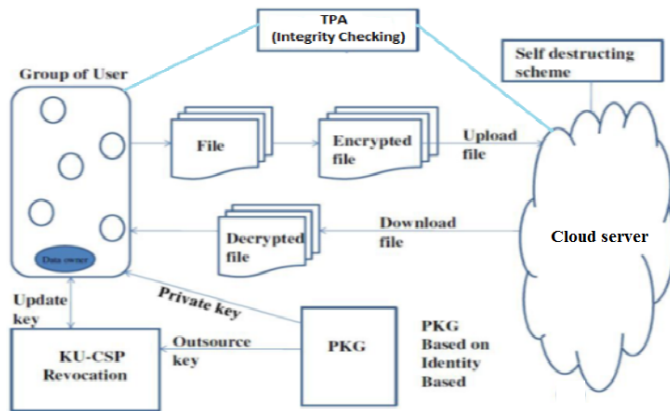 TPA
(Integrity Checking)
Self destructing
scheme
Group of User
File
Encrypted
file
Upload
file
Decrypted
file
Download
file
Cloud server
Data owner
Update
key
Private key
Outsource
key
KU-CSP
Revocation
PKG
PKG
Based on
Identity
Based